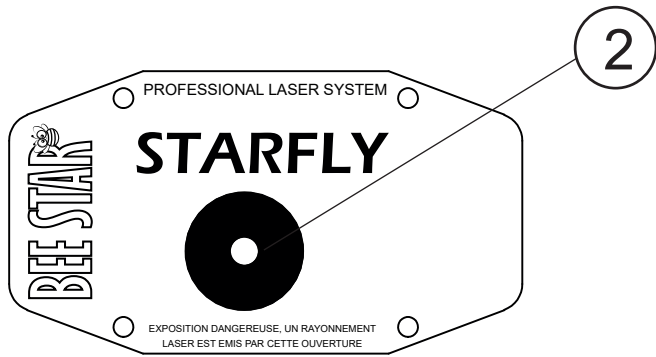 2
PROFESSIONAL LASER SYSTEM
STARFLY
BEE STAR
EXPOSITION DANGEREUSE, UN RAYONNEMENT
LASER EST EMIS PAR CETTE OUVERTURE